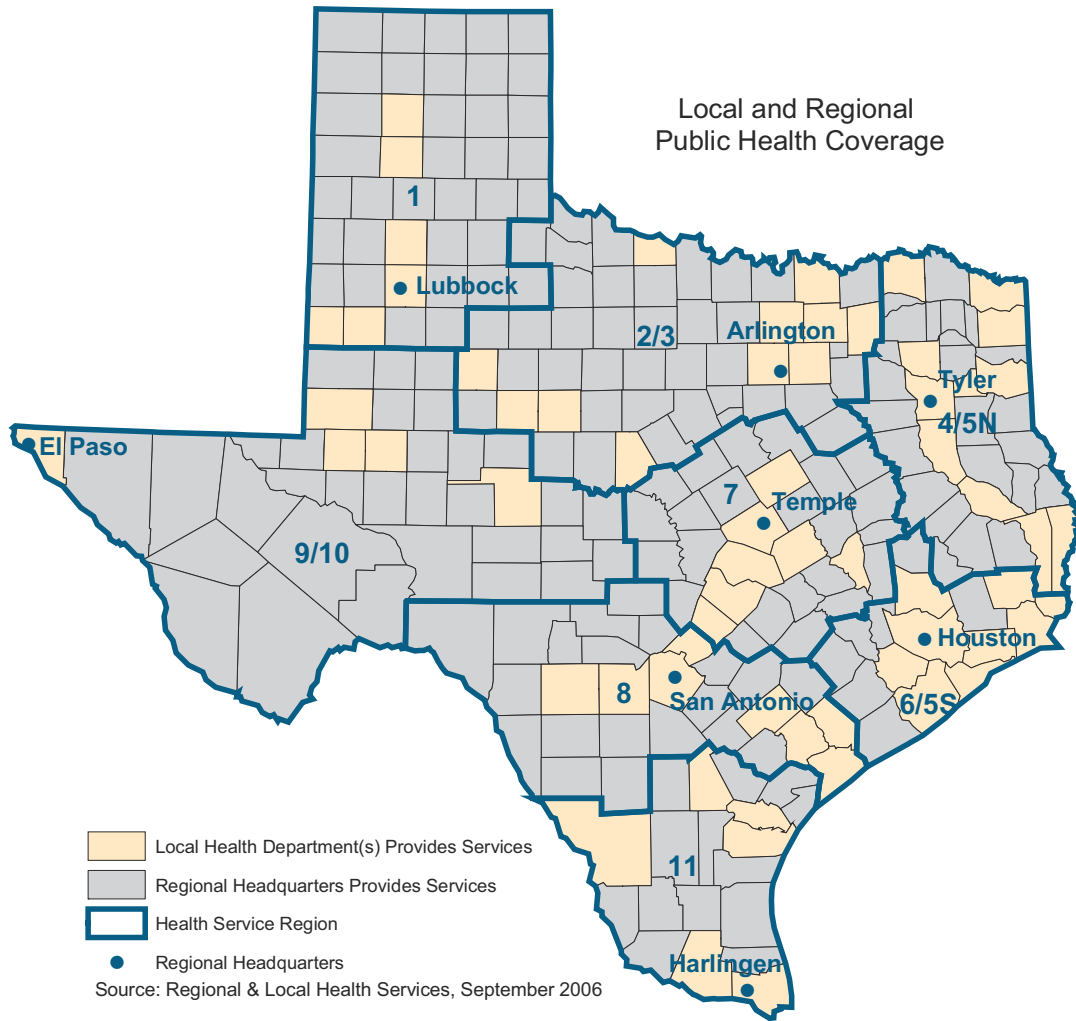 Local and Regional
Public Health Coverage
1
Lubbock
2/3
Arlington
Tyler
4/5N
El Paso
7
Temple
9/10
Houston
8
San Antonio
6/5S
11
Harlingen
Local Health Department(s) Provides Services
Regional Headquarters Provides Services
Health Service Region
Regional Headquarters
Source: Regional & Local Health Services, September 2006